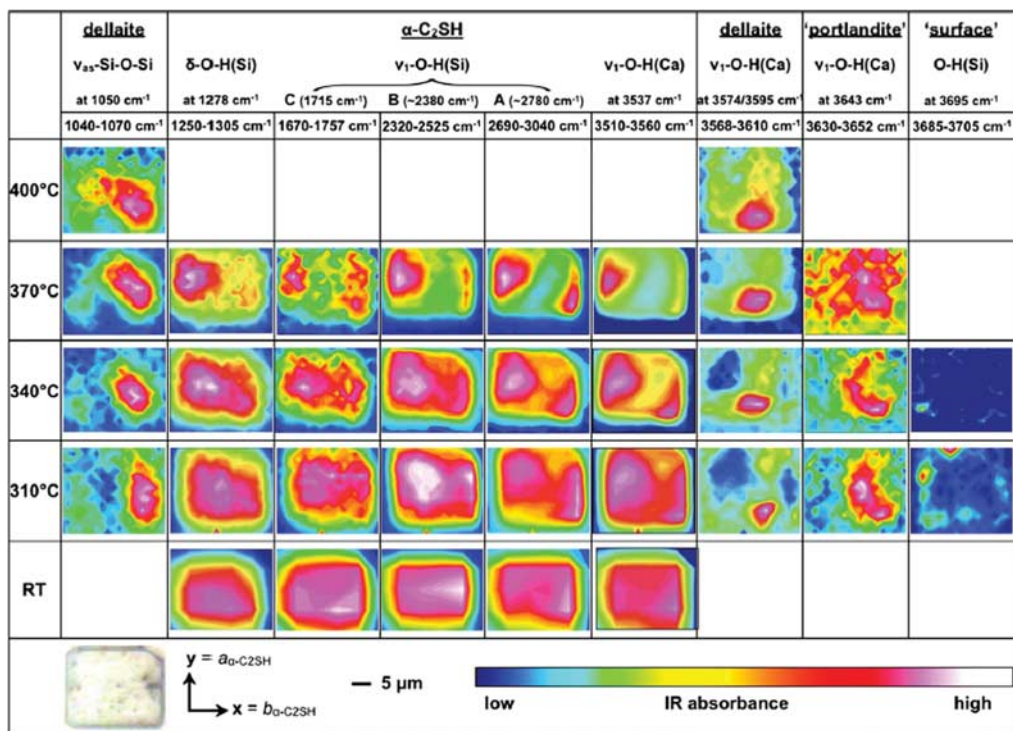 dellaite α-C₂SH dellaite 'portlandite' 'surface'
νas-Si-O-Si δ-O-H(Si) ν₁-O-H(Si) ν₁-O-H(Ca) ν₁-O-H(Ca) ν₁-O-H(Ca) O-H(Si)
at 1050 cm⁻¹ at 1278 cm⁻¹ C (1715 cm⁻¹) B (~2380 cm⁻¹) A (~2780 cm⁻¹) at 3537 cm⁻¹ at 3574/3595 cm⁻¹ at 3643 cm⁻¹ at 3695 cm⁻¹
1040-1070 cm⁻¹ 1250-1305 cm⁻¹ 1670-1757 cm⁻¹ 2320-2525 cm⁻¹ 2690-3040 cm⁻¹ 3510-3560 cm⁻¹ 3568-3610 cm⁻¹ 3630-3652 cm⁻¹ 3685-3705 cm⁻¹
400°C
370°C
340°C
310°C
RT
y = aα-C2SH
x = bα-C2SH
5 µm
low IR absorbance high